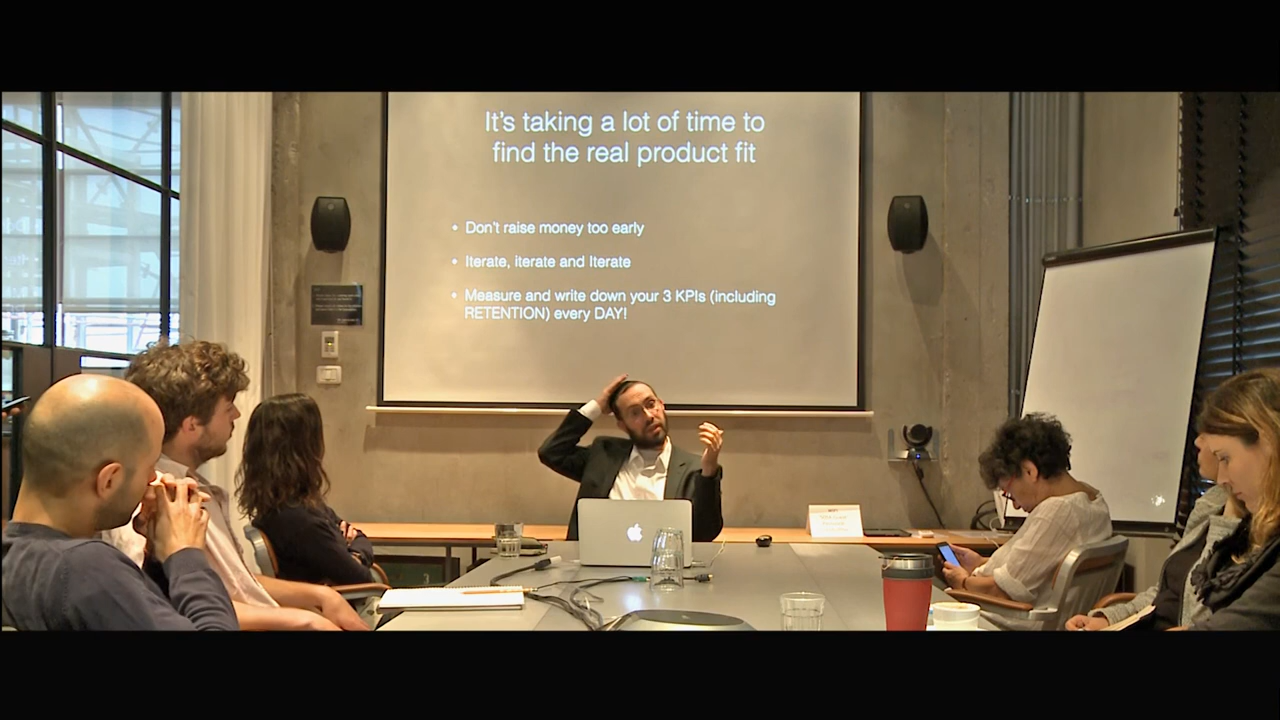 It's taking a lot of time to
find the real product fit
• Don't raise money too early
• Iterate, iterate and Iterate
• Measure and write down your 3 KPIs (including
RETENTION) every DAY!